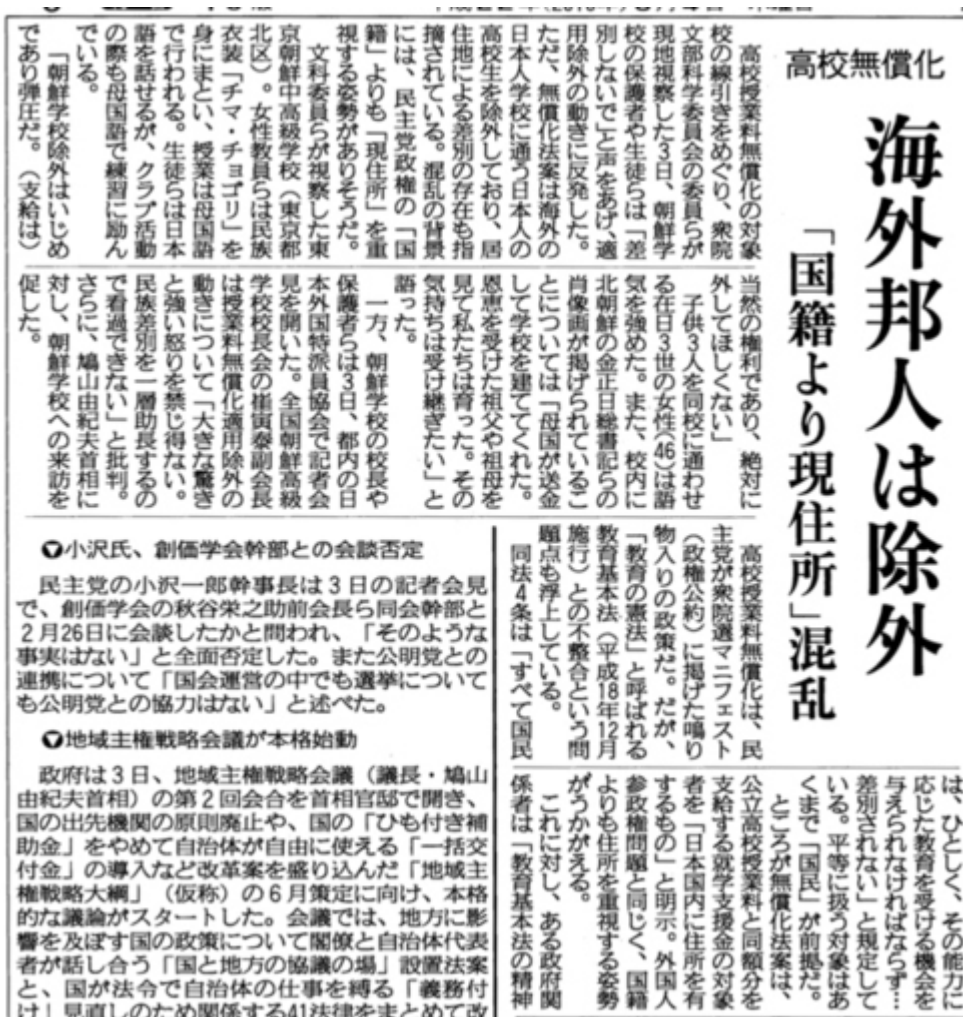 高校無償化
海外邦人は除外
「国籍より現住所」混乱
高校授業料無償化の対象
校の線引きをめぐり、衆院
文部科学委員会の委員らが
現地視察した3日、朝鮮学
校の保護者や生徒らは「差
別しないで」と声をあげ、適
用除外の動きに反発した。
ただ、無償化法案は海外の
日本人学校に通う日本人の
高校生を除外しており、居
住地による差別の存在も指
摘されている。混乱の背景
には、民主党政権の「国
籍」よりも「現住所」を重
視する姿勢がありそうだ。
文科委員らが視察した東
京朝鮮中高級学校（東京都
北区）。女性教員らは民族
衣装「チマ・チョゴリ」を
身にまとい、授業は母国語
で行われる。生徒らは日本
語を話せるが、クラブ活動
の際も母国語で練習に励ん
でいる。
「朝鮮学校除外はいじめ
であり弾圧だ。（支給は）
当然の権利であり、絶対に
外してほしくない」
子供3人を同校に通わせ
る在日3世の女性(46)は語
気を強めた。また、校内に
北朝鮮の金正日総書記らの
肖像画が掲げられているこ
とについては「母国が送金
して学校を建ててくれた。
恩恵を受けた祖父や祖母を
見て私たちは育った。その
気持ちは受け継ぎたい」と
語った。
一方、朝鮮学校の校長や
保護者らは3日、都内の日
本外国特派員協会で記者会
見を開いた。全国朝鮮高級
学校校長会の崔寅泰副会長
は授業料無償化適用除外の
動きについて「大きな驚き
と強い怒りを禁じ得ない。
民族差別を一層助長するの
で看過できない」と批判。
さらに、鳩山由紀夫首相に
対し、朝鮮学校への来訪を
促した。
高校授業料無償化は、民
主党が衆院選マニフェスト
（政権公約）に掲げた鳴り
物入りの政策だ。だが、
「教育の憲法」と呼ばれる
教育基本法（平成18年12月
施行）との不整合という問
題点も浮上している。
同法4条は「すべて国民
は、ひとしく、その能力に
応じた教育を受ける機会を
与えられなければならず…
差別されない」と規定して
いる。平等に扱う対象はあ
くまで「国民」が前提だ。
ところが無償化法案は、
公立高校授業料と同額分を
支給する就学支援金の対象
者を「日本国内に住所を有
するもの」と明示。外国人
参政権問題と同じく、国籍
よりも住所を重視する姿勢
がうかがえる。
これに対し、ある政府関
係者は「教育基本法の精神
小沢氏、創価学会幹部との会談否定
民主党の小沢一郎幹事長は3日の記者会見
で、創価学会の秋谷栄之助前会長ら同会幹部と
2月26日に会談したかと問われ、「そのような
事実はない」と全面否定した。また公明党との
連携について「国会運営の中でも選挙について
も公明党との協力はない」と述べた。
地域主権戦略会議が本格始動
政府は3日、地域主権戦略会議（議長・鳩山
由紀夫首相）の第2回会合を首相官邸で開き、
国の出先機関の原則廃止や、国の「ひも付き補
助金」をやめて自治体が自由に使える「一括交
付金」の導入など改革案を盛り込んだ「地域主
権戦略大綱」（仮称）の6月策定に向け、本格
的な議論がスタートした。会議では、地方に影
響を及ぼす国の政策について閣僚と自治体代表
者が話し合う「国と地方の協議の場」設置法案
と、国が法令で自治体の仕事を縛る「義務付
け」見直しのため関係する41法律をまとめて改